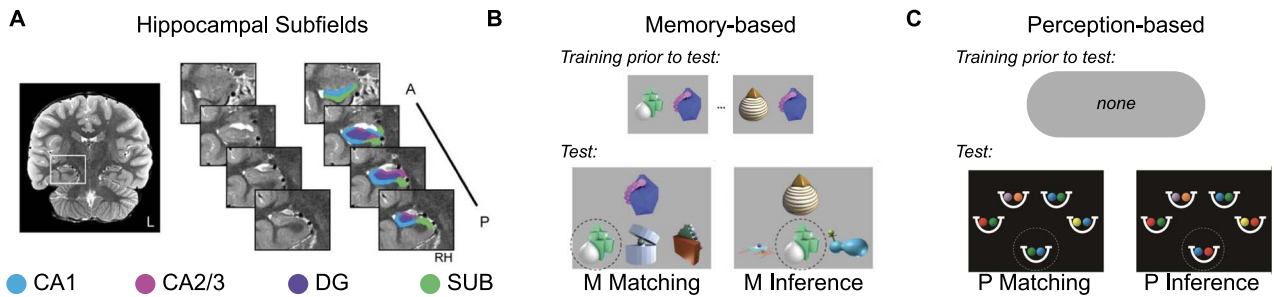 A
Hippocampal Subfields
A
P
L
RH
CA1
CA2/3
DG
SUB
B
Memory-based
Training prior to test:
...
Test:
M Matching
M Inference
C
Perception-based
Training prior to test:
none
Test:
P Matching
P Inference